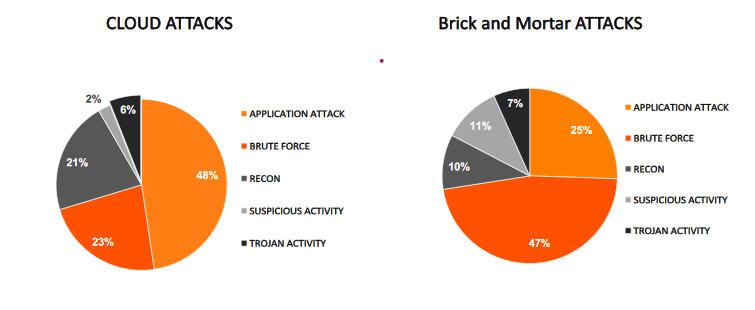 CLOUD ATTACKS
2%
6%
48%
23%
21%
APPLICATION ATTACK
BRUTE FORCE
RECON
SUSPICIOUS ACTIVITY
TROJAN ACTIVITY
Brick and Mortar ATTACKS
7%
25%
47%
10%
11%
APPLICATION ATTACK
BRUTE FORCE
RECON
SUSPICIOUS ACTIVITY
TROJAN ACTIVITY